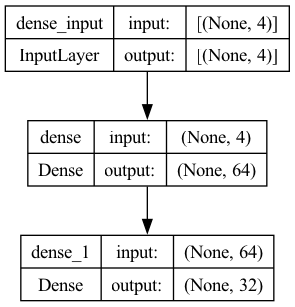 dense_input input: [(None, 4)]
InputLayer output: [(None, 4)]
dense input: (None, 4)
Dense output: (None, 64)
dense_1 input: (None, 64)
Dense output: (None, 32)